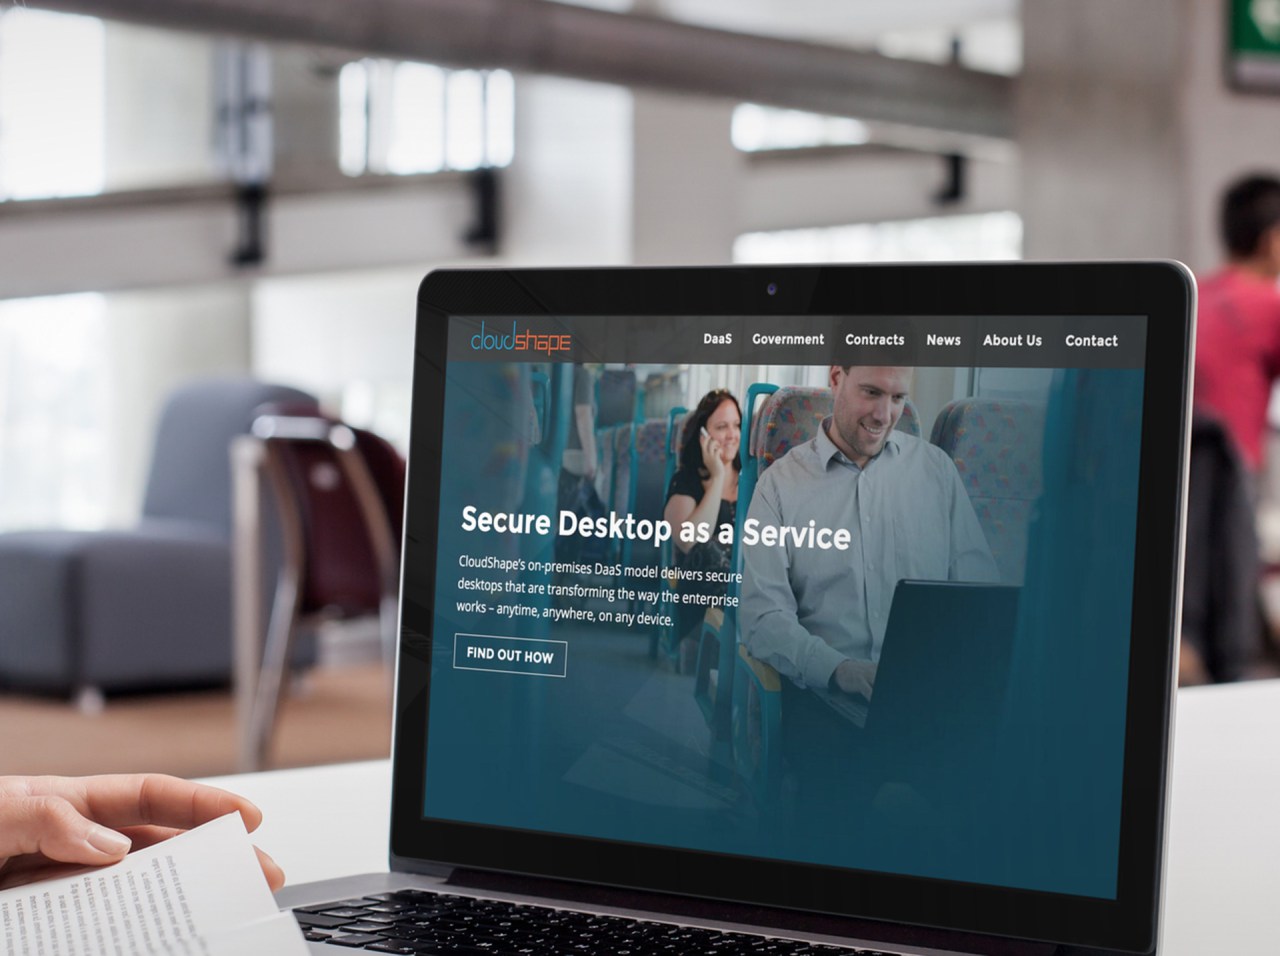 cloudshape
DaaS Government Contracts News About Us Contact
Secure Desktop as a Service
CloudShape's on-premises DaaS model delivers secure
desktops that are transforming the way the enterprise
works – anytime, anywhere, on any device.
FIND OUT HOW